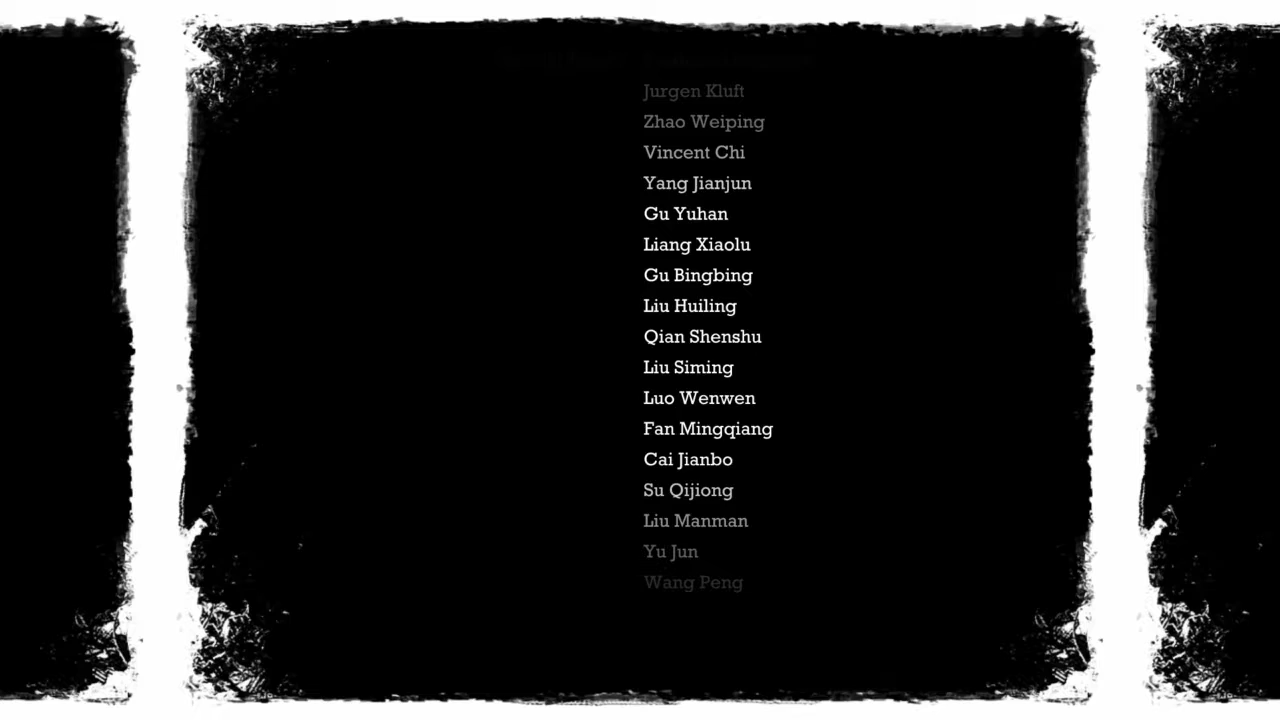 Jurgen Kluft
Zhao Weiping
Vincent Chi
Yang Jianjun
Gu Yuhan
Liang Xiaolu
Gu Bingbing
Liu Huiling
Qian Shenshu
Liu Siming
Luo Wenwen
Fan Mingqiang
Cai Jianbo
Su Qijiong
Liu Manman
Yu Jun
Wang Peng